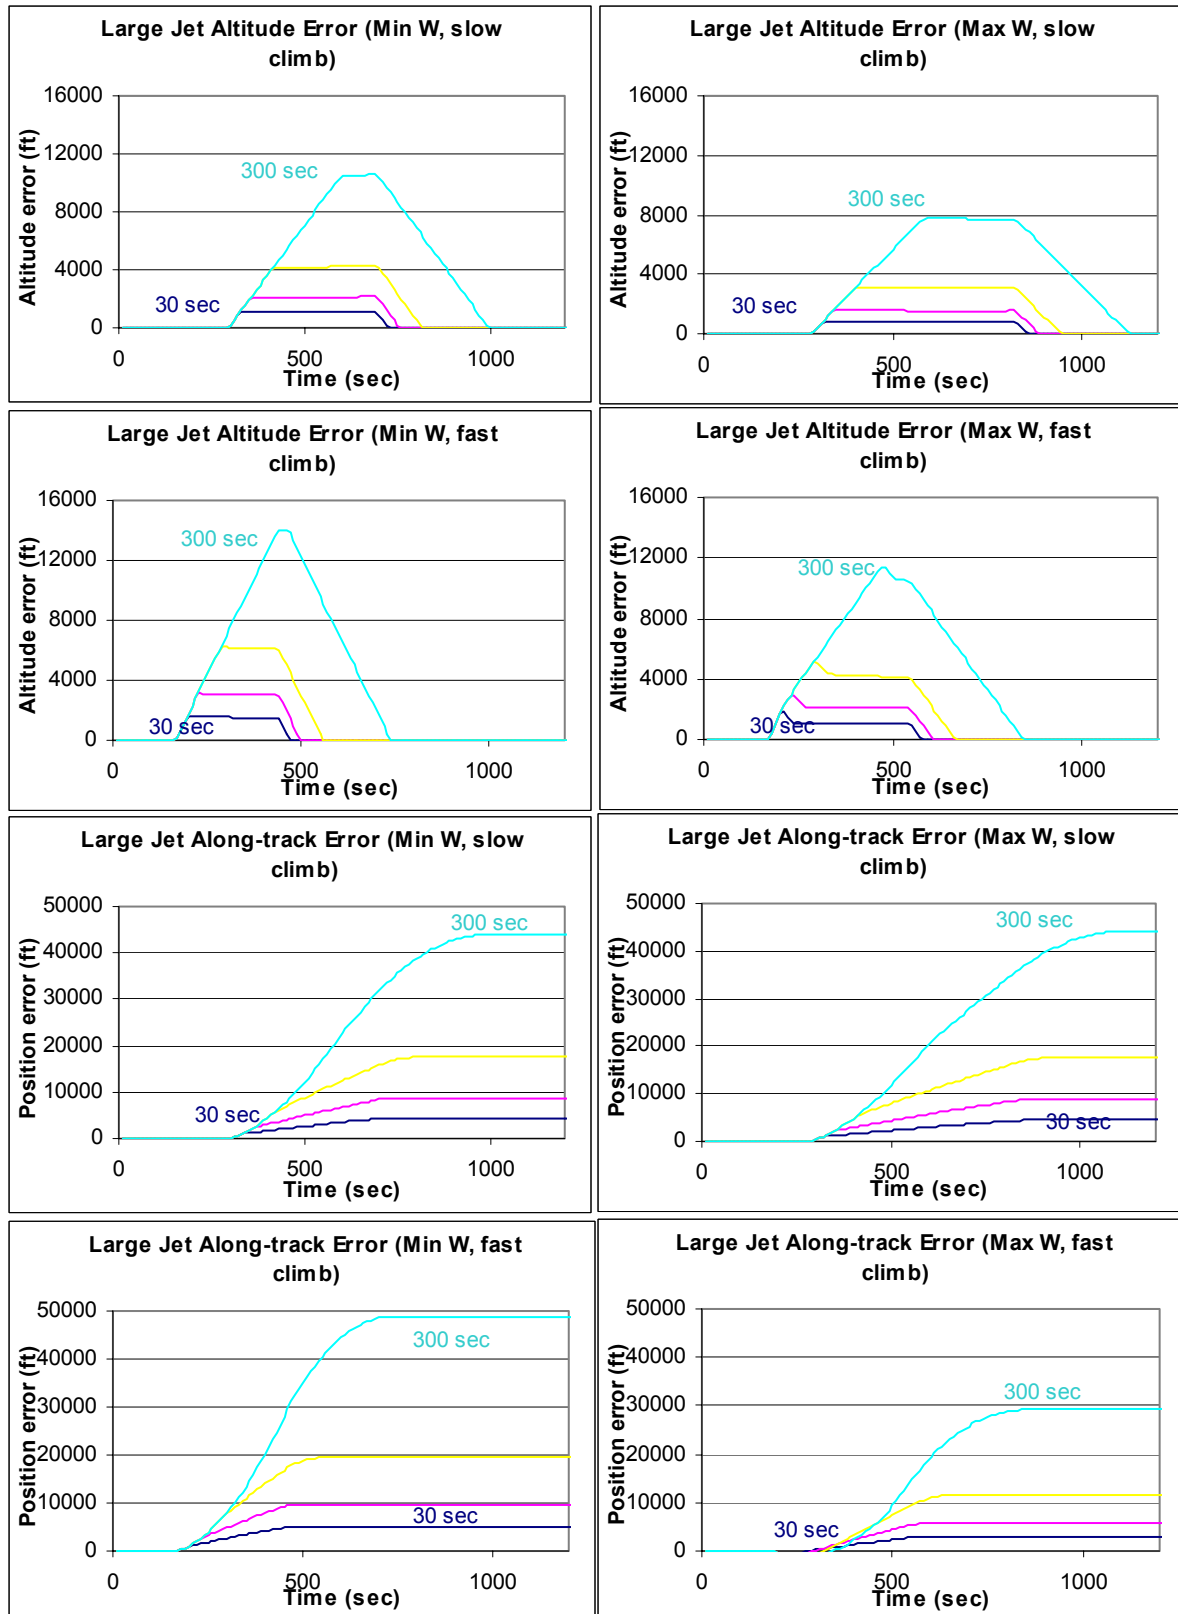 Large Jet Altitude Error (Min W, slow
climb)
Altitude error (ft)
16000
12000
8000
4000
0
300 sec
30 sec
0
500
1000
Time (sec)
Large Jet Altitude Error (Max W, slow
climb)
Altitude error (ft)
16000
12000
8000
4000
0
300 sec
30 sec
0
500
1000
Time (sec)
Large Jet Altitude Error (Min W, fast
climb)
Altitude error (ft)
16000
12000
8000
4000
0
300 sec
30 sec
0
500
1000
Time (sec)
Large Jet Altitude Error (Max W, fast
climb)
Altitude error (ft)
16000
12000
8000
4000
0
300 sec
30 sec
0
500
1000
Time (sec)
Large Jet Along-track Error (Min W, slow
climb)
Position error (ft)
50000
40000
30000
20000
10000
0
300 sec
30 sec
0
500
1000
Time (sec)
Large Jet Along-track Error (Max W, slow
climb)
Position error (ft)
50000
40000
30000
20000
10000
0
300 sec
30 sec
0
500
1000
Time (sec)
Large Jet Along-track Error (Min W, fast
climb)
Position error (ft)
50000
40000
30000
20000
10000
0
300 sec
30 sec
0
500
1000
Time (sec)
Large Jet Along-track Error (Max W, fast
climb)
Position error (ft)
50000
40000
30000
20000
10000
0
300 sec
30 sec
0
500
1000
Time (sec)